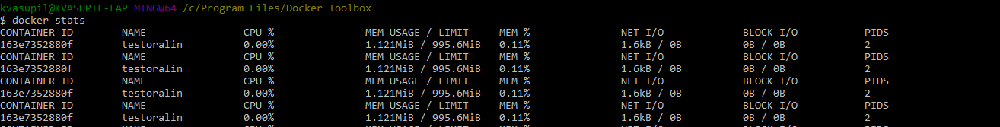 kvasupil@KVASUPIL-LAP MINGW64 /c/Program Files/Docker Toolbox
$ docker stats
CONTAINER ID NAME CPU % MEM USAGE / LIMIT MEM % NET I/O BLOCK I/O PIDS
163e7352880f testoralin 0.00% 1.121MiB / 995.6MiB 0.11% 1.6kB / 0B 0B / 0B 2
CONTAINER ID NAME CPU % MEM USAGE / LIMIT MEM % NET I/O BLOCK I/O PIDS
163e7352880f testoralin 0.00% 1.121MiB / 995.6MiB 0.11% 1.6kB / 0B 0B / 0B 2
CONTAINER ID NAME CPU % MEM USAGE / LIMIT MEM % NET I/O BLOCK I/O PIDS
163e7352880f testoralin 0.00% 1.121MiB / 995.6MiB 0.11% 1.6kB / 0B 0B / 0B 2
CONTAINER ID NAME CPU % MEM USAGE / LIMIT MEM % NET I/O BLOCK I/O PIDS
163e7352880f testoralin 0.00% 1.121MiB / 995.6MiB 0.11% 1.6kB / 0B 0B / 0B 2